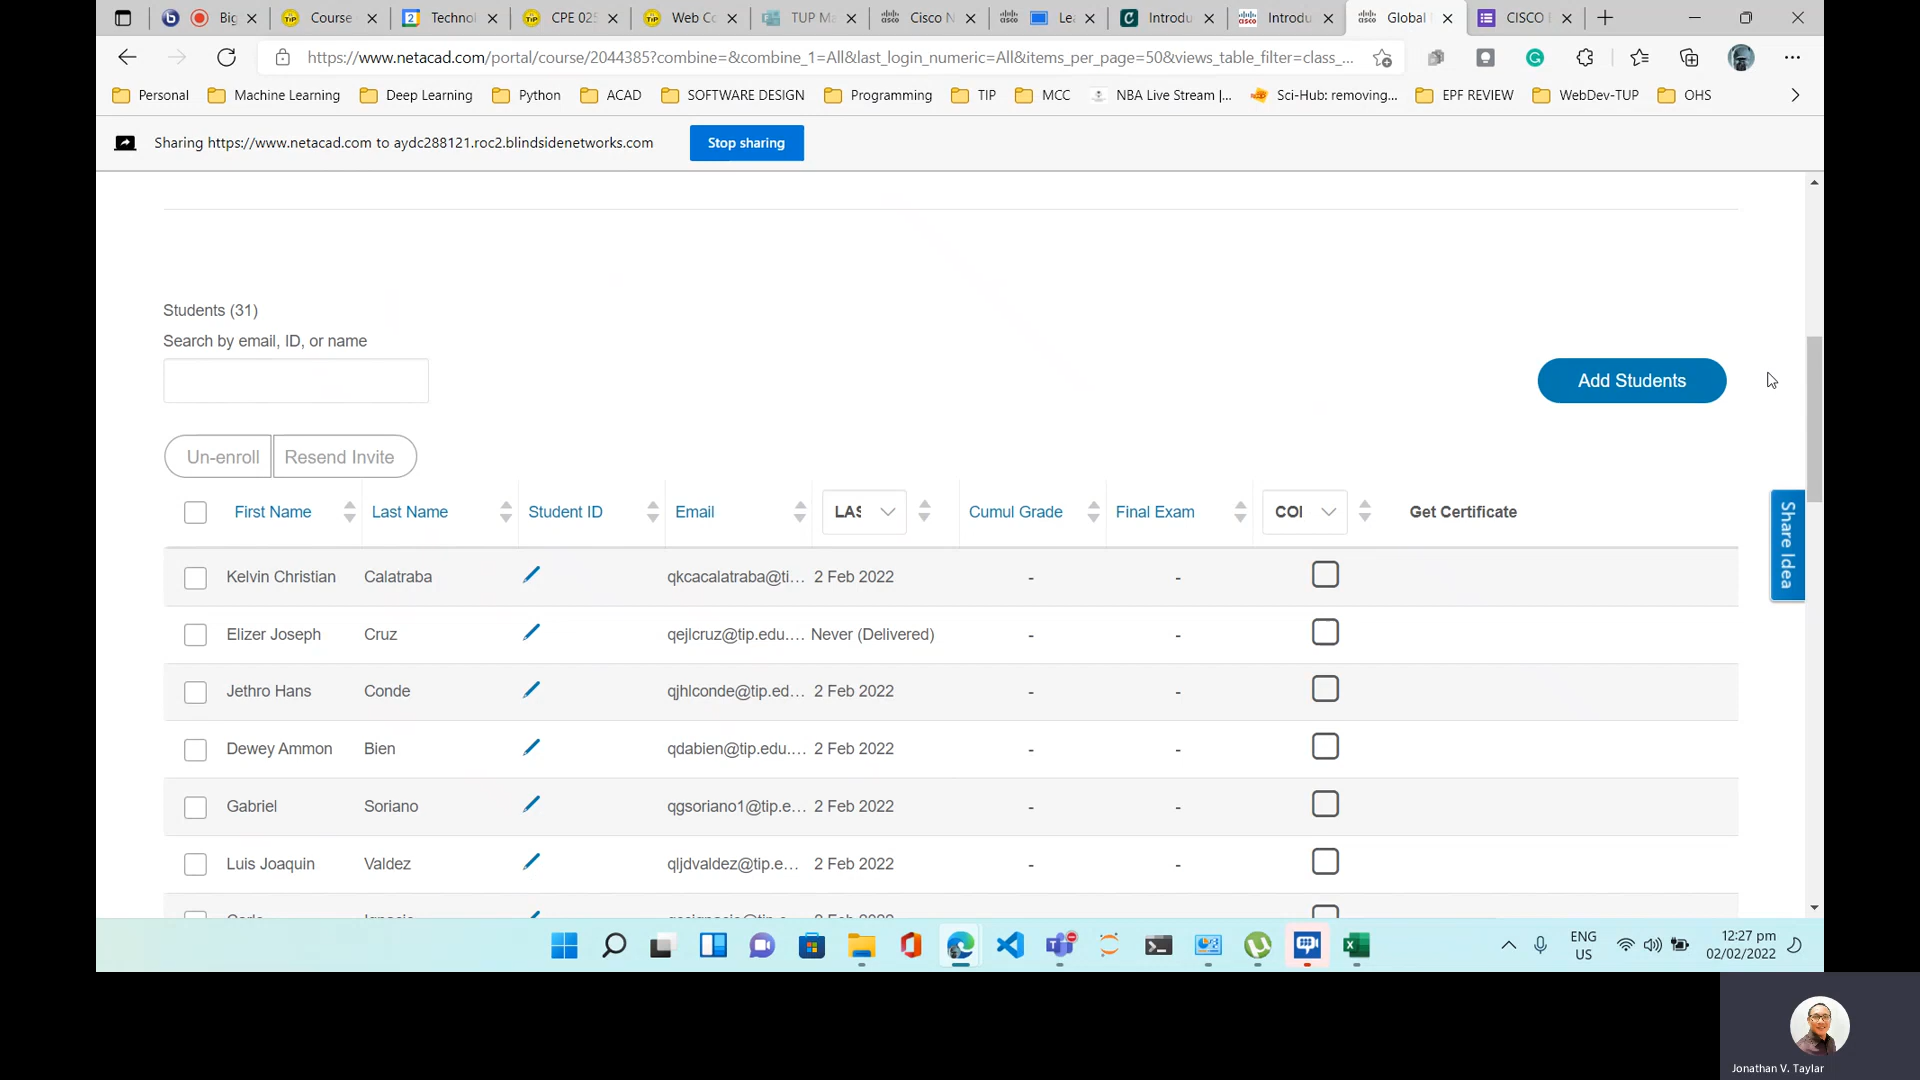 Big
Course
Technol
CPE 025
Web Co
TUP Ma
Cisco N
Le
Introdu
Introdu
Global
CISCO
https://www.netacad.com/portal/course/2044385?combine=&combine_1=All&last_login_numeric=All&items_per_page=50&views_table_filter=class_...
Personal Machine Learning Deep Learning Python ACAD SOFTWARE DESIGN Programming TIP MCC NBA Live Stream |... Sci-Hub: removing... EPF REVIEW WebDev-TUP OHS
Sharing https://www.netacad.com to aydc288121.roc2.blindsidenetworks.com Stop sharing
Students (31)
Search by email, ID, or name
Add Students
Un-enroll Resend Invite
First Name Last Name Student ID Email LAS Cumul Grade Final Exam COI Get Certificate
Kelvin Christian Calatraba qkcacalatraba@ti... 2 Feb 2022 - -
Elizer Joseph Cruz qejlcruz@tip.edu.... Never (Delivered) - -
Jethro Hans Conde qjhlconde@tip.ed... 2 Feb 2022 - -
Dewey Ammon Bien qdabien@tip.edu.... 2 Feb 2022 - -
Gabriel Soriano qgsoriano1@tip.e... 2 Feb 2022 - -
Luis Joaquin Valdez qljdvaldez@tip.e... 2 Feb 2022 - -
Share Idea
ENG
US
12:27 pm
02/02/2022
Jonathan V. Taylar